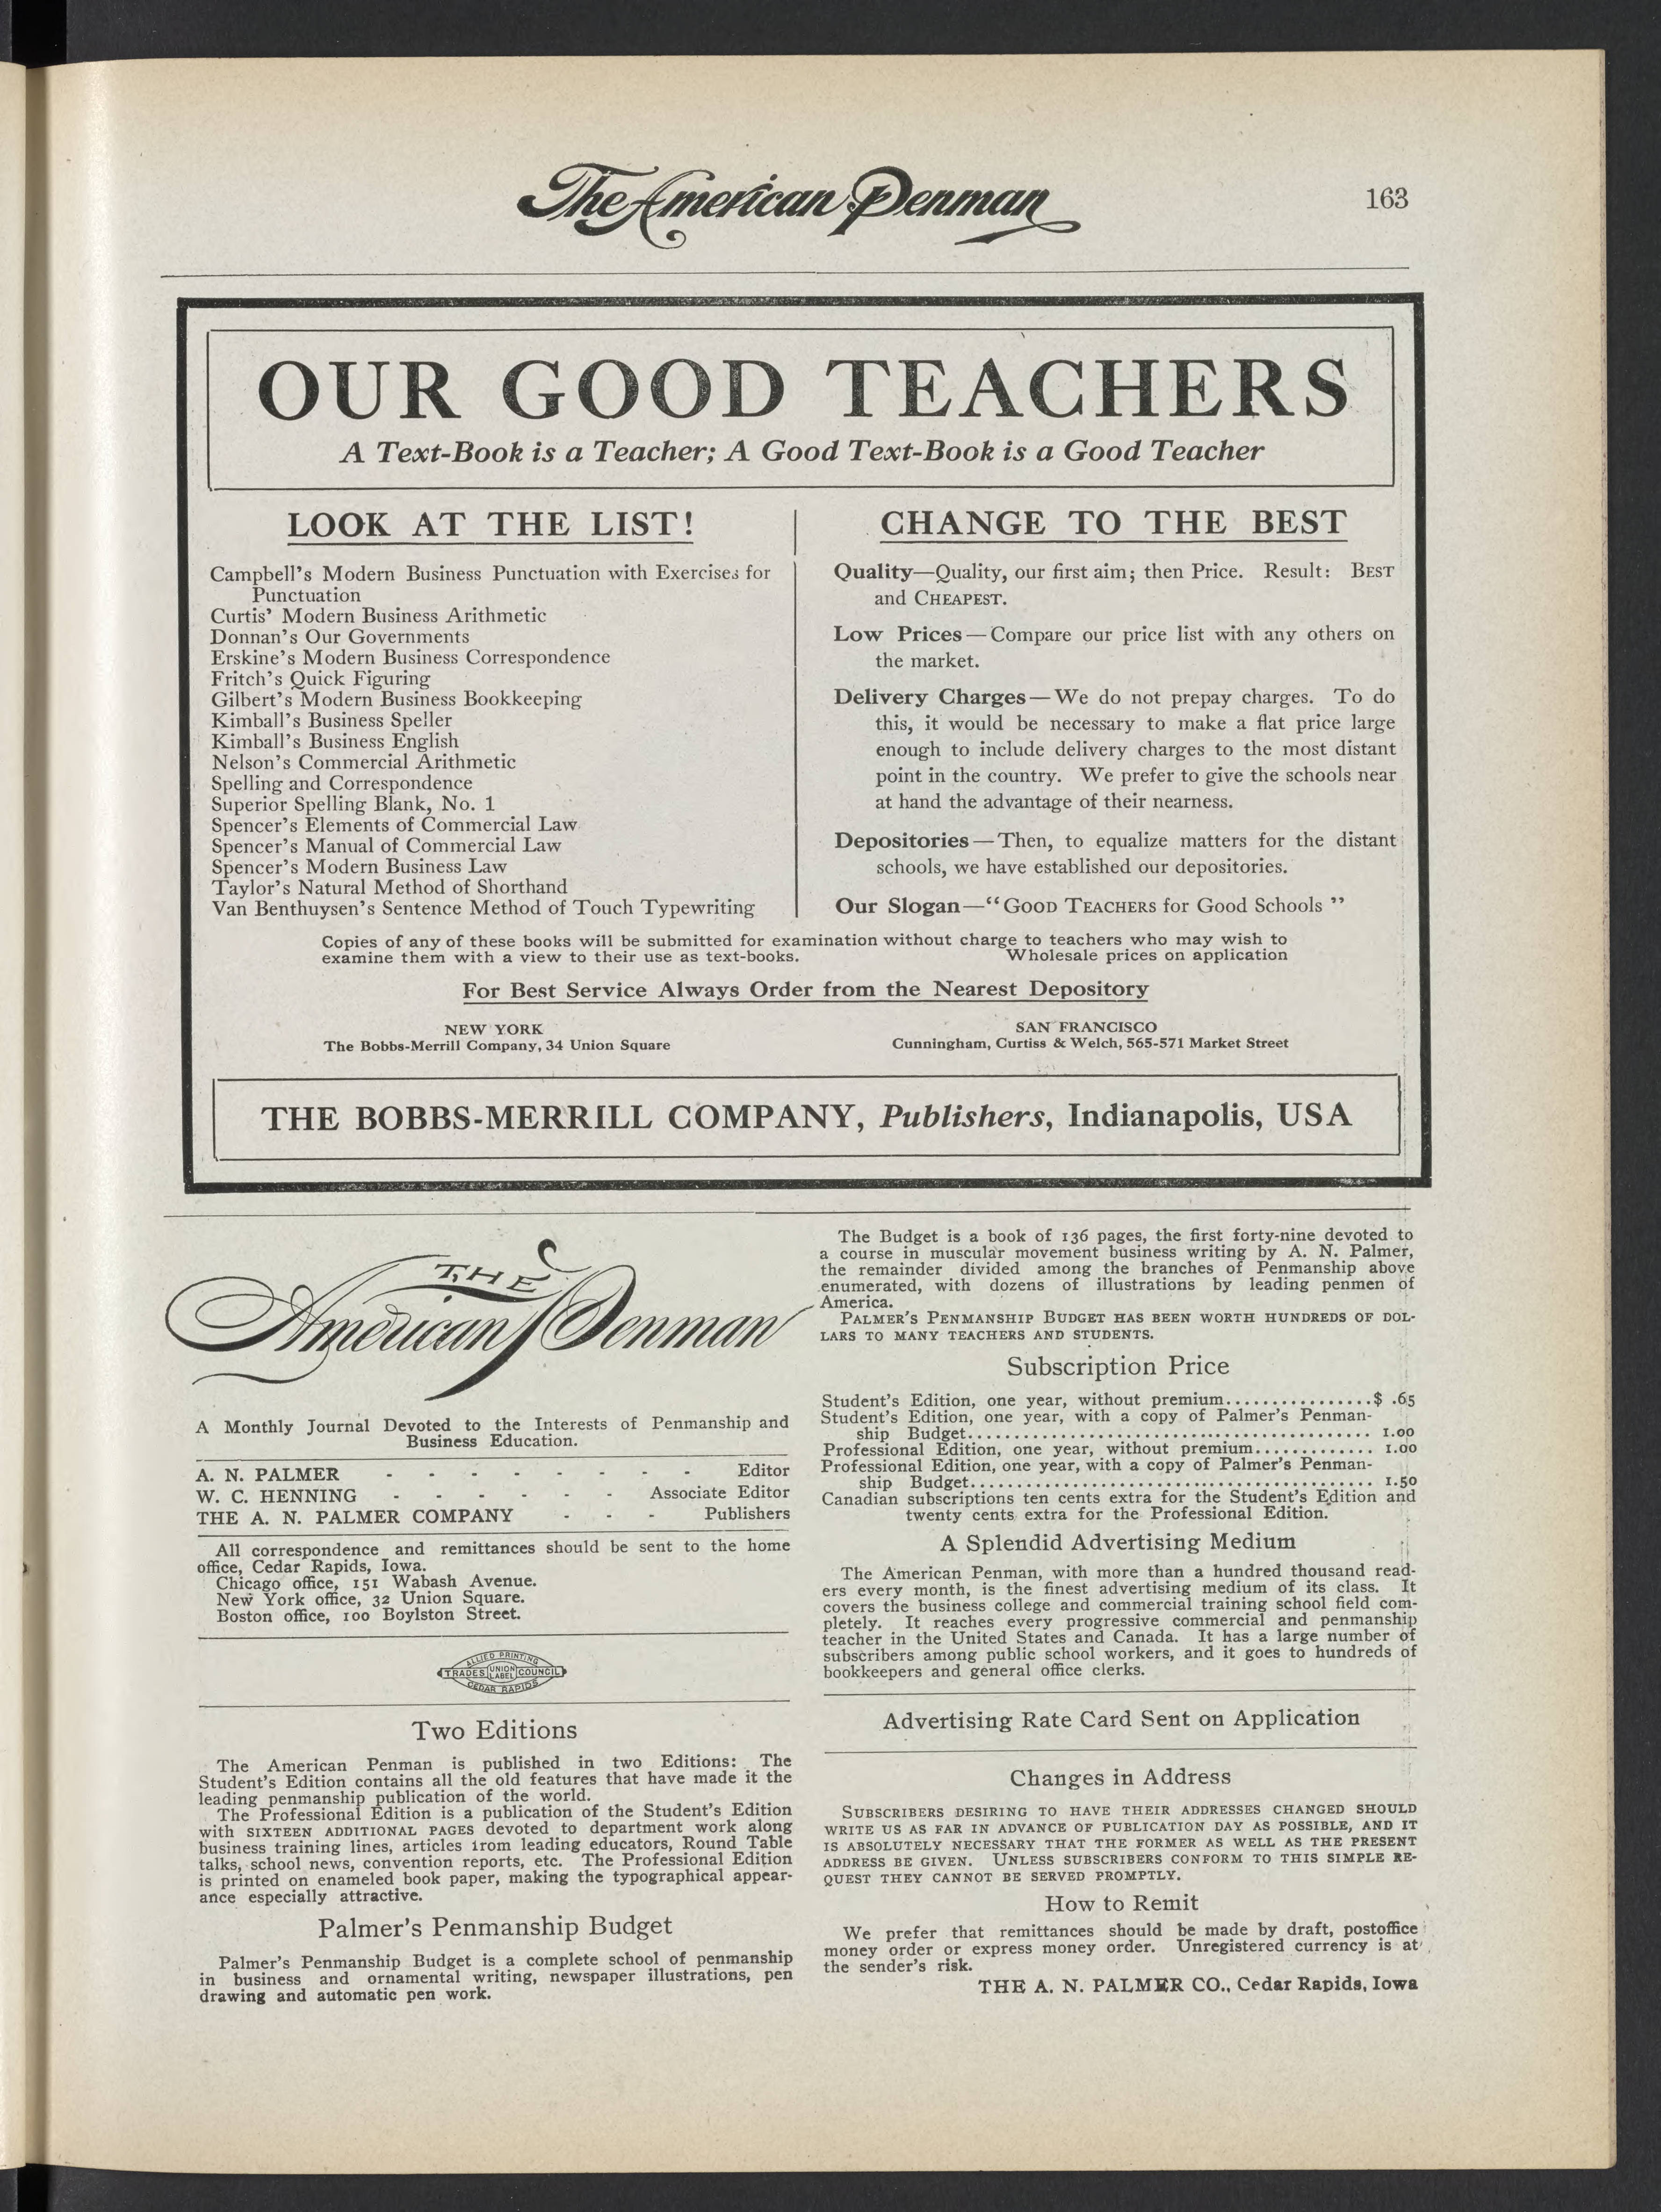 The American Penman
163
OUR GOOD TEACHERS
A Text-Book is a Teacher; A Good Text-Book is a Good Teacher
LOOK AT THE LIST!
Campbell's Modern Business Punctuation with Exercises for
Punctuation
Curtis' Modern Business Arithmetic
Donnan's Our Governments
Erskine's Modern Business Correspondence
Fritch's Quick Figuring
Gilbert's Modern Business Bookkeeping
Kimball's Business Speller
Kimball's Business English
Nelson's Commercial Arithmetic
Spelling and Correspondence
Superior Spelling Blank, No. 1
Spencer's Elements of Commercial Law
Spencer's Manual of Commercial Law
Spencer's Modern Business Law
Taylor's Natural Method of Shorthand
Van Benthuysen's Sentence Method of Touch Typewriting
CHANGE TO THE BEST
Quality—Quality, our first aim; then Price. Result: BEST
and CHEAPEST.
Low Prices—Compare our price list with any others on
the market.
Delivery Charges—We do not prepay charges. To do
this, it would be necessary to make a flat price large
enough to include delivery charges to the most distant
point in the country. We prefer to give the schools near
at hand the advantage of their nearness.
Depositories—Then, to equalize matters for the distant
schools, we have established our depositories.
Our Slogan—"GOOD TEACHERS for Good Schools"
Copies of any of these books will be submitted for examination without charge to teachers who may wish to
examine them with a view to their use as text-books. Wholesale prices on application
For Best Service Always Order from the Nearest Depository
NEW YORK
The Bobbs-Merrill Company, 34 Union Square
SAN FRANCISCO
Cunningham, Curtiss & Welch, 565-571 Market Street
THE BOBBS-MERRILL COMPANY, Publishers, Indianapolis, USA
THE
American Penman
A Monthly Journal Devoted to the Interests of Penmanship and
Business Education.
A. N. PALMER - - - - - - - - Editor
W. C. HENNING - - - - - - Associate Editor
THE A. N. PALMER COMPANY - - - Publishers
All correspondence and remittances should be sent to the home
office, Cedar Rapids, Iowa.
Chicago office, 151 Wabash Avenue.
New York office, 32 Union Square.
Boston office, 100 Boylston Street.
ALLIED PRINTING
TRADES UNION LABEL COUNCIL
CEDAR RAPIDS
Two Editions
The American Penman is published in two Editions: The
Student's Edition contains all the old features that have made it the
leading penmanship publication of the world.
The Professional Edition is a publication of the Student's Edition
with SIXTEEN ADDITIONAL PAGES devoted to department work along
business training lines, articles from leading educators, Round Table
talks, school news, convention reports, etc. The Professional Edition
is printed on enameled book paper, making the typographical appear-
ance especially attractive.
Palmer's Penmanship Budget
Palmer's Penmanship Budget is a complete school of penmanship
in business and ornamental writing, newspaper illustrations, pen
drawing and automatic pen work.
The Budget is a book of 136 pages, the first forty-nine devoted to
a course in muscular movement business writing by A. N. Palmer,
the remainder divided among the branches of Penmanship above
enumerated, with dozens of illustrations by leading penmen of
America.
PALMER'S PENMANSHIP BUDGET HAS BEEN WORTH HUNDREDS OF DOL-
LARS TO MANY TEACHERS AND STUDENTS.
Subscription Price
Student's Edition, one year, without premium................$ .65
Student's Edition, one year, with a copy of Palmer's Penman-
ship Budget............................................ 1.00
Professional Edition, one year, without premium............. 1.00
Professional Edition, one year, with a copy of Palmer's Penman-
ship Budget............................................ 1.50
Canadian subscriptions ten cents extra for the Student's Edition and
twenty cents extra for the Professional Edition.
A Splendid Advertising Medium
The American Penman, with more than a hundred thousand read-
ers every month, is the finest advertising medium of its class. It
covers the business college and commercial training school field com-
pletely. It reaches every progressive commercial and penmanship
teacher in the United States and Canada. It has a large number of
subscribers among public school workers, and it goes to hundreds of
bookkeepers and general office clerks.
Advertising Rate Card Sent on Application
Changes in Address
SUBSCRIBERS DESIRING TO HAVE THEIR ADDRESSES CHANGED SHOULD
WRITE US AS FAR IN ADVANCE OF PUBLICATION DAY AS POSSIBLE, AND IT
IS ABSOLUTELY NECESSARY THAT THE FORMER AS WELL AS THE PRESENT
ADDRESS BE GIVEN. UNLESS SUBSCRIBERS CONFORM TO THIS SIMPLE RE-
QUEST THEY CANNOT BE SERVED PROMPTLY.
How to Remit
We prefer that remittances should be made by draft, postoffice
money order or express money order. Unregistered currency is at
the sender's risk.
THE A. N. PALMER CO., Cedar Rapids, Iowa